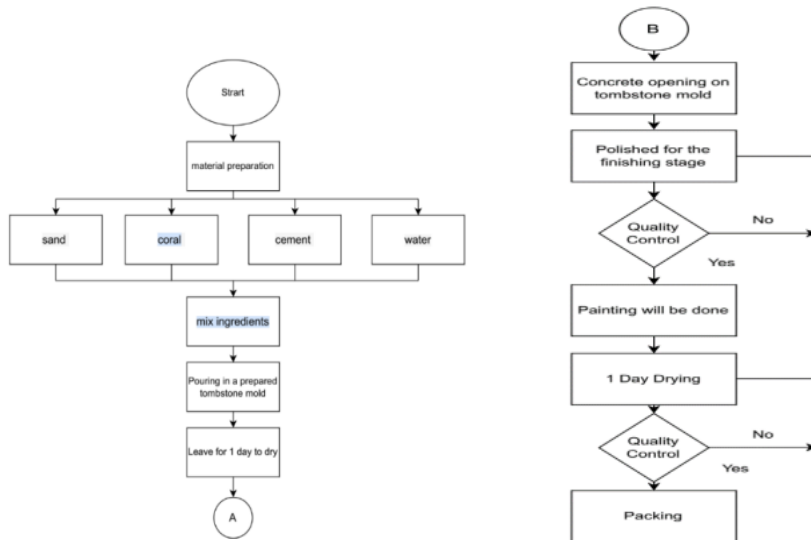 Strart
material preparation
sand
coral
cement
water
mix ingredients
Pouring in a prepared
tombstone mold
Leave for 1 day to dry
A
B
Concrete opening on
tombstone mold
Polished for the
finishing stage
Quality
Control
No
Yes
Painting will be done
1 Day Drying
Quality
Control
No
Yes
Packing